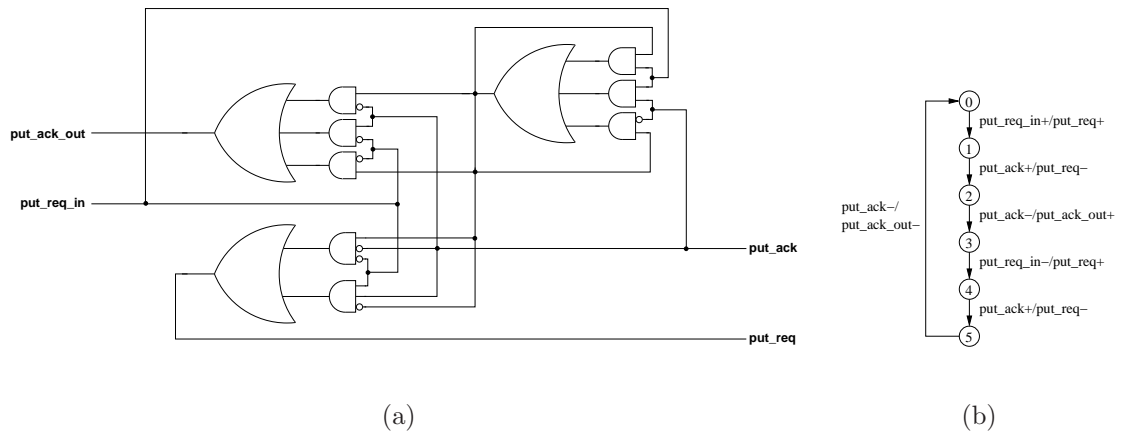 put_ack_out
put_req_in
put_ack
put_req
(a)
0
put_req_in+/put_req+
1
put_ack+/put_req−
2
put_ack−/
put_ack_out−
put_ack−/put_ack_out+
3
put_req_in−/put_req+
4
put_ack+/put_req−
5
(b)